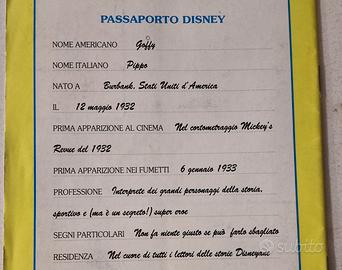 PASSAPORTO DISNEY
NOME AMERICANO Goffy
NOME ITALIANO Pippo
NATO A Burbank, Stati Uniti d'America
IL 12 maggio 1932
PRIMA APPARIZIONE AL CINEMA Nel cortometraggio Mickey's
Revue del 1932
PRIMA APPARIZIONE NEI FUMETTI 6 gennaio 1933
PROFESSIONE Interprete dei grandi personaggi della storia,
sportivo e (ma è un segreto!) super eroe
SEGNI PARTICOLARI Non fa niente giusto se può farlo sbagliato
RESIDENZA Nel cuore di tutti i lettori delle storie Disneyane
subito